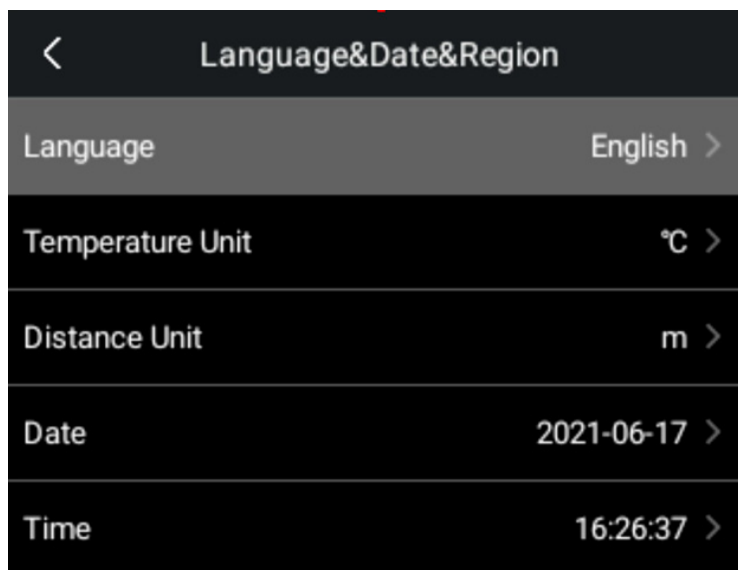 Language&Date&Region
Language English
Temperature Unit ℃
Distance Unit m
Date 2021-06-17
Time 16:26:37